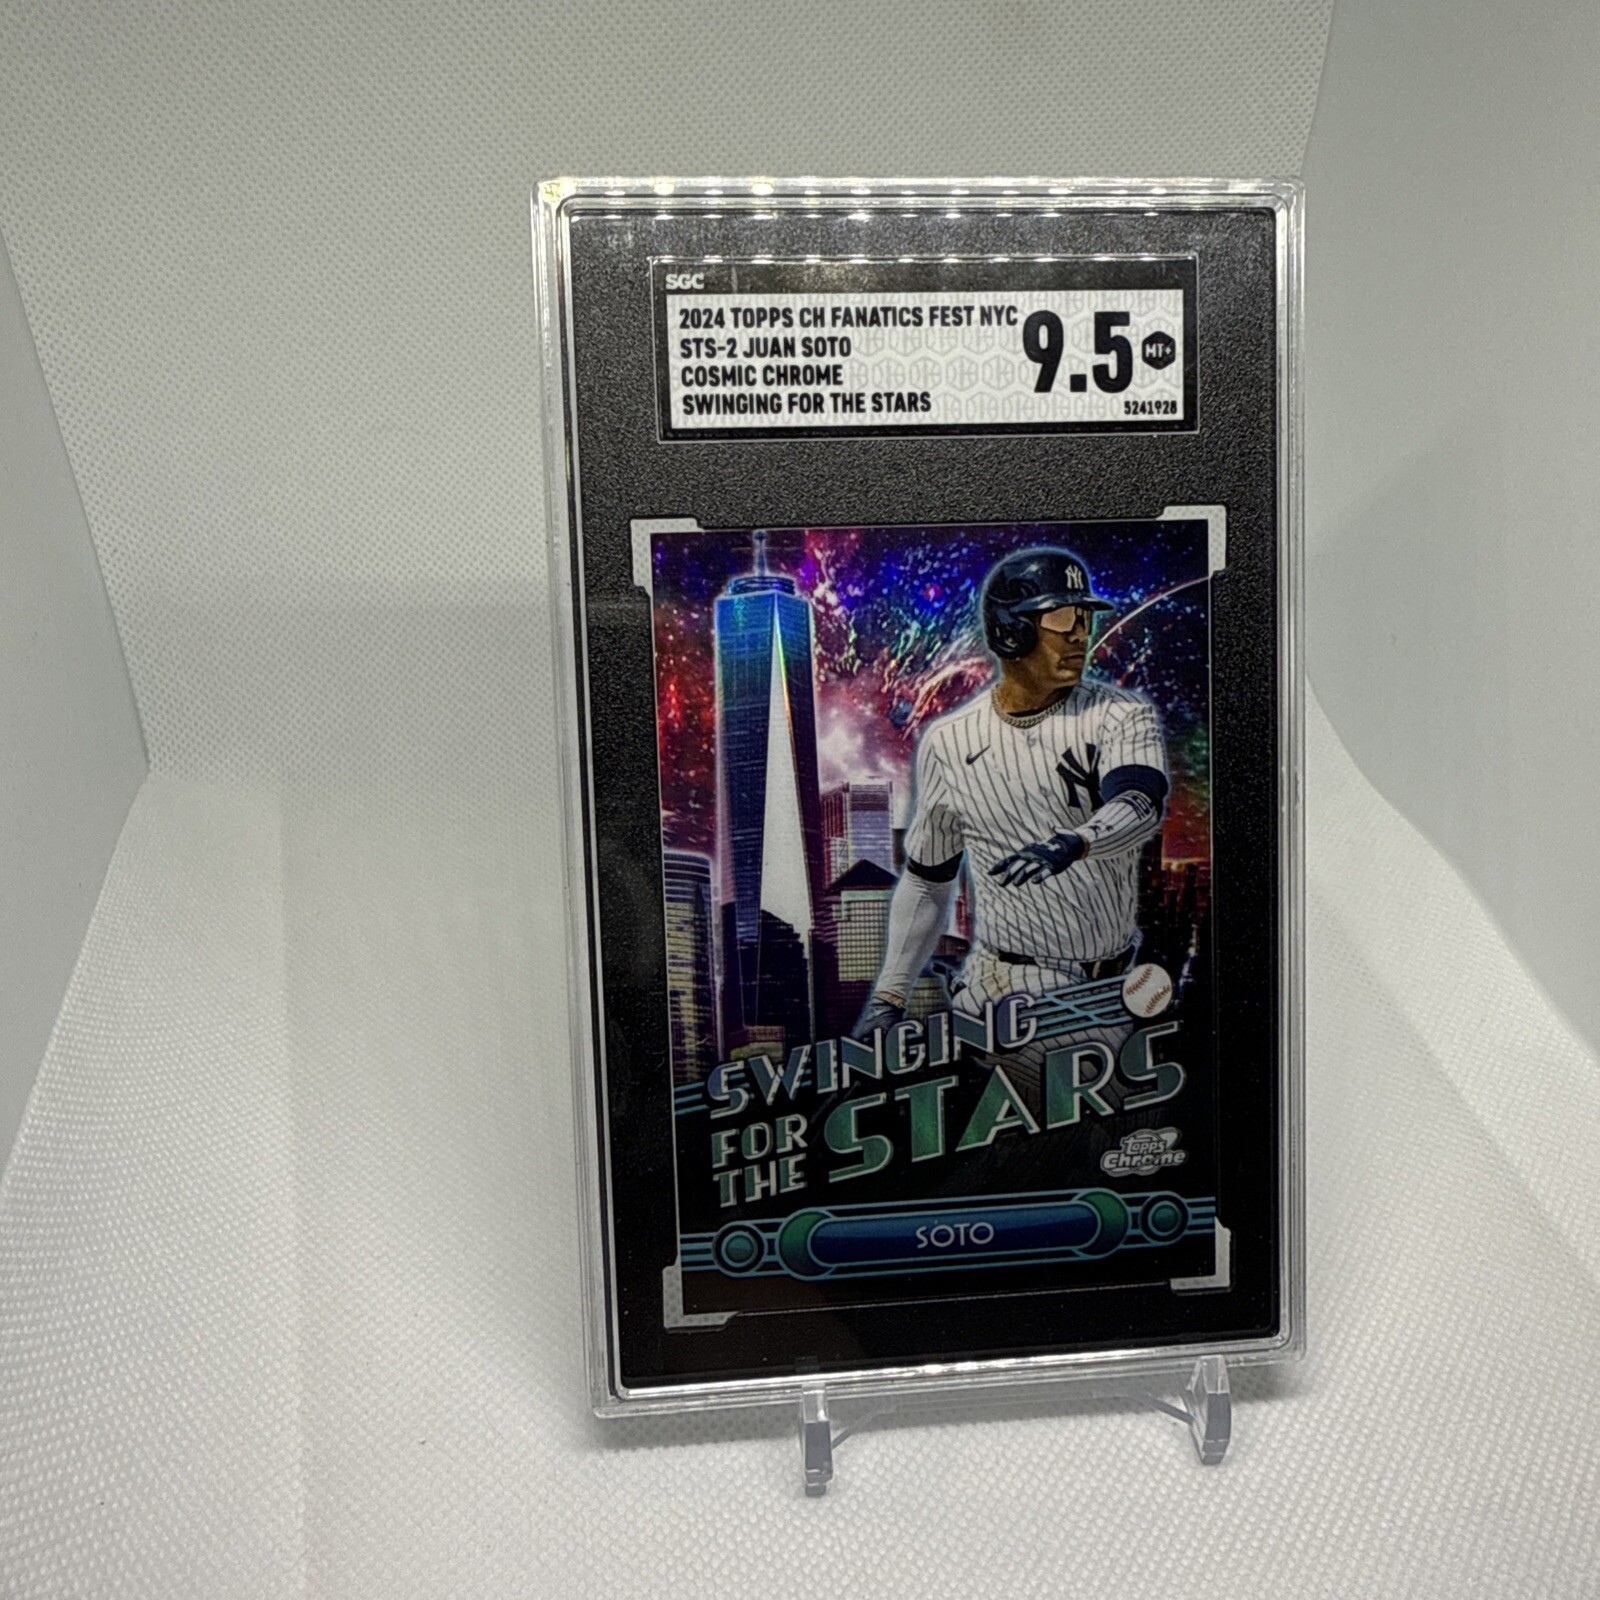 SGC
2024 TOPPS CH FANATICS FEST NYC
STS-2 JUAN SOTO
COSMIC CHROME
SWINGING FOR THE STARS
9.5 MT+
5241928
NY
NY
SWINGING
FOR THE STARS
Topps Chrome
SOTO